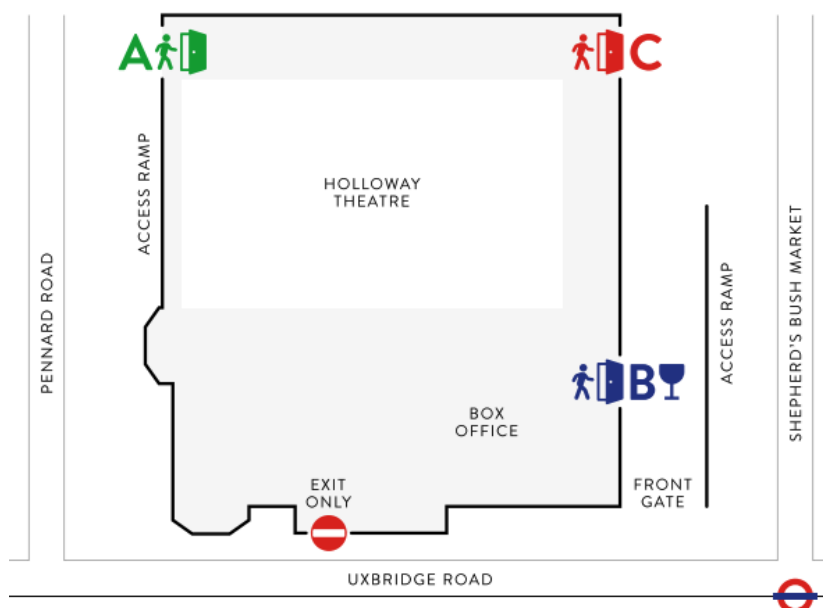 A
C
HOLLOWAY
THEATRE
ACCESS RAMP
PENNARD ROAD
ACCESS RAMP
SHEPHERD'S BUSH MARKET
B
BOX
OFFICE
EXIT
ONLY
FRONT
GATE
UXBRIDGE ROAD